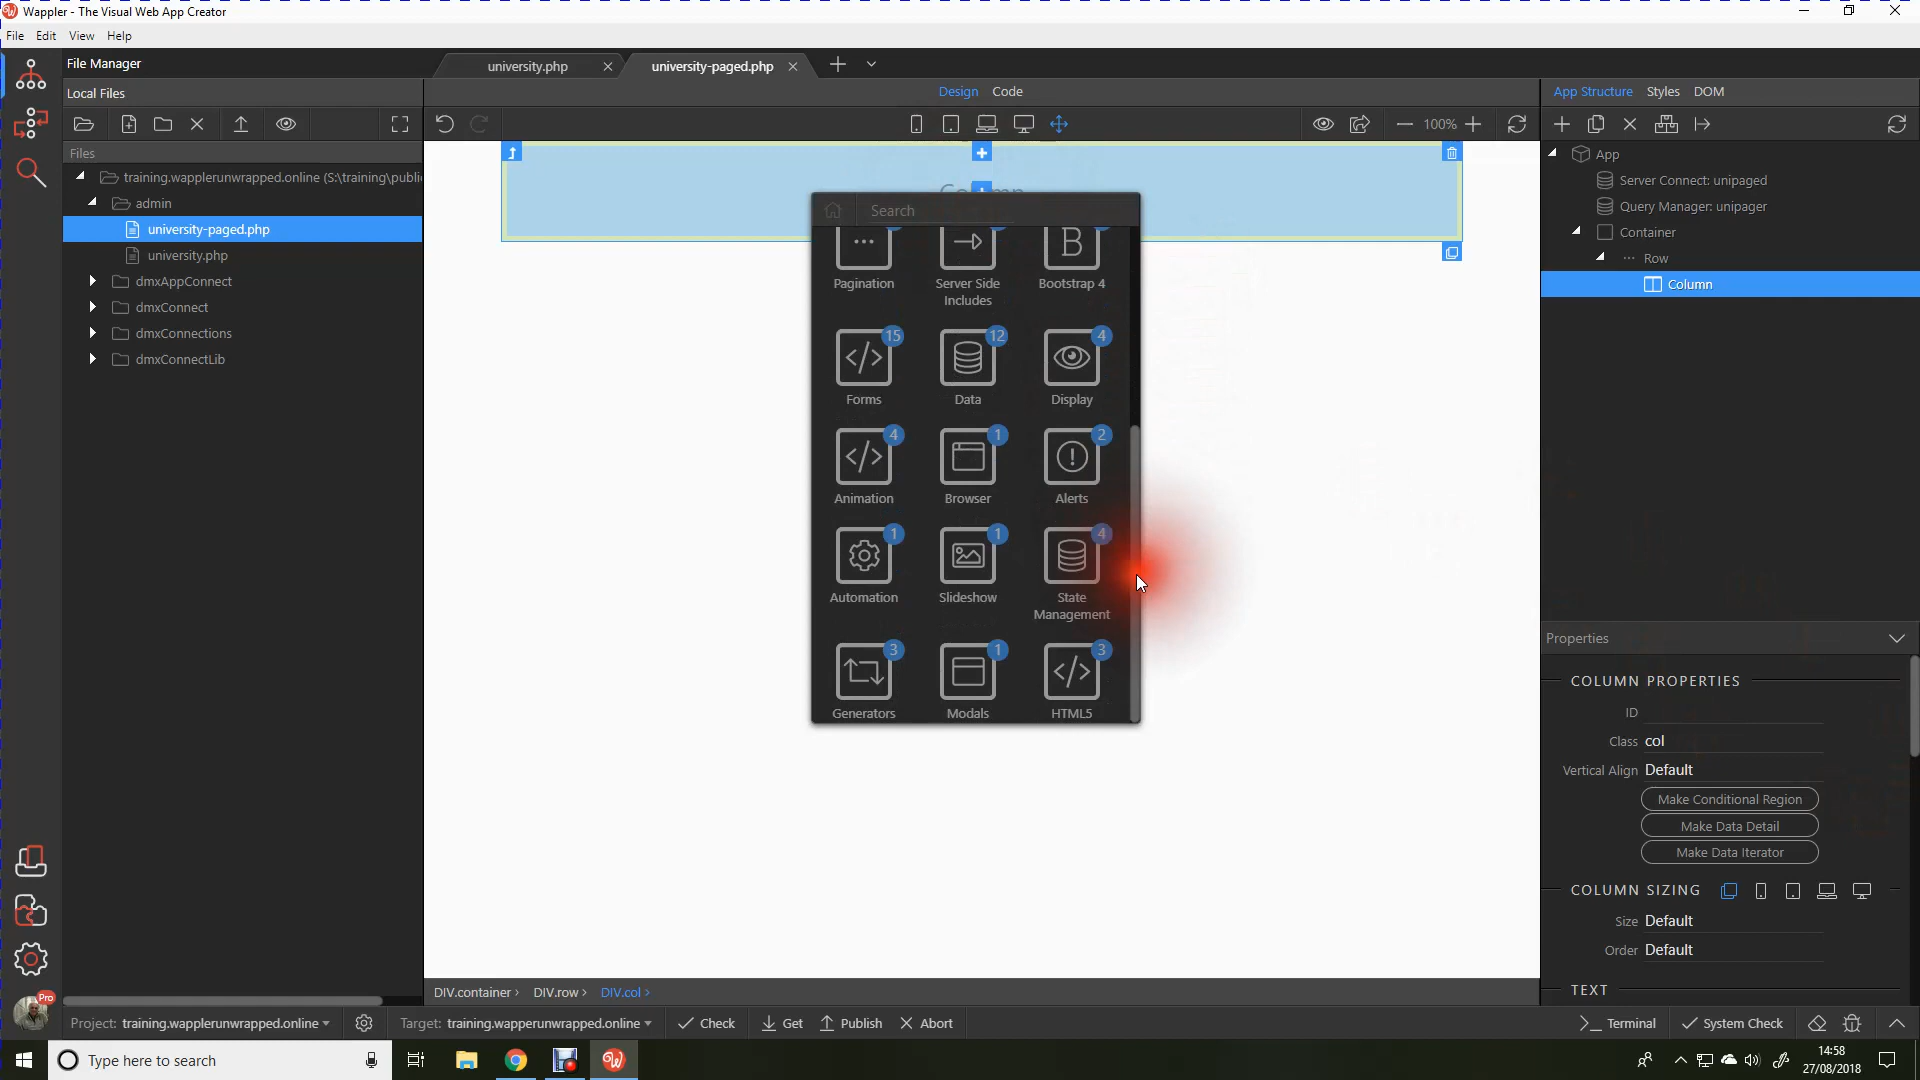 Wappler - The Visual Web App Creator
File Edit View Help
File Manager
university.php
university-paged.php
Local Files
Design Code
App Structure Styles DOM
100%
Files
training.wapplerunwrapped.online (S:\training\publi
admin
university-paged.php
university.php
dmxAppConnect
dmxConnect
dmxConnections
dmxConnectLib
Column
Search
Pagination
Server Side
Includes
Bootstrap 4
15
12
4
Forms
Data
Display
4
1
2
Animation
Browser
Alerts
1
1
4
Automation
Slideshow
State
Management
3
1
3
Generators
Modals
HTML5
App
Server Connect: unipaged
Query Manager: unipager
Container
Row
Column
Properties
COLUMN PROPERTIES
ID
Class col
Vertical Align Default
Make Conditional Region
Make Data Detail
Make Data Iterator
COLUMN SIZING
Size Default
Order Default
TEXT
DIV.container › DIV.row › DIV.col ›
Pro
Project: training.wapplerunwrapped.online
Target: training.wapperunwrapped.online
Check Get Publish Abort
Terminal System Check
Type here to search
14:58
27/08/2018